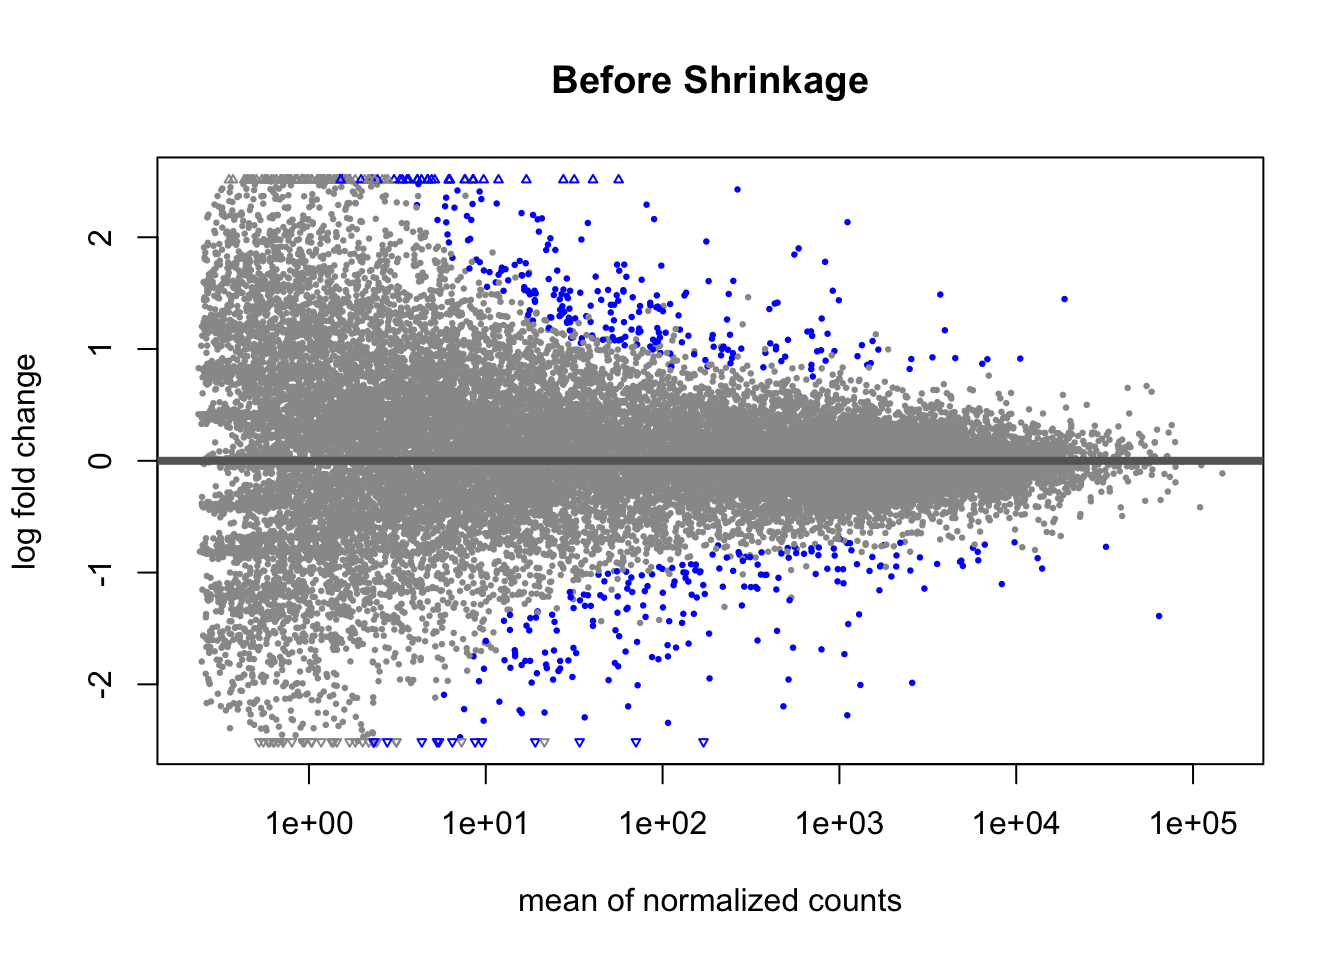 Before Shrinkage
log fold change
2
1
0
-1
-2
1e+00 1e+01 1e+02 1e+03 1e+04 1e+05
mean of normalized counts